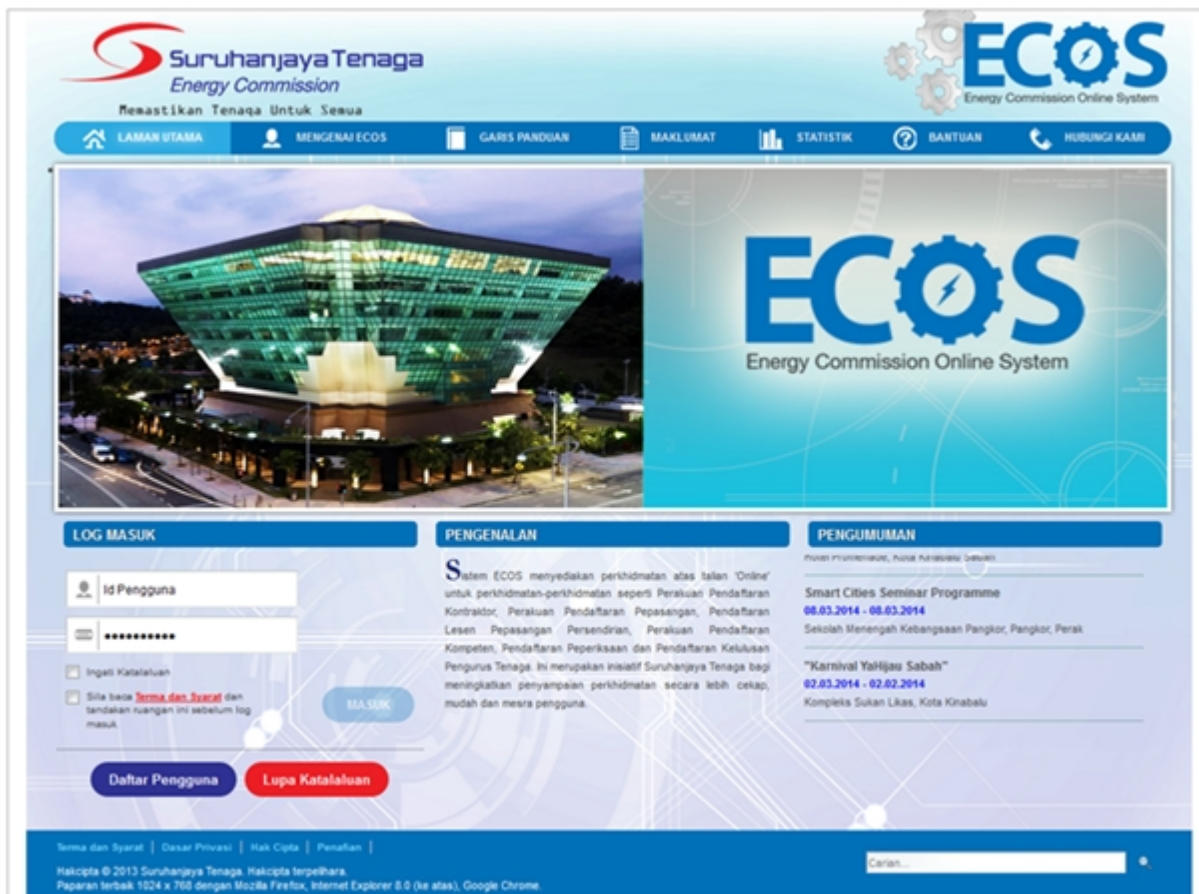 Suruhanjaya Tenaga
Energy Commission
Memastikan Tenaga Untuk Semua
ECOS
Energy Commission Online System
LAMAN UTAMA
MENGENAI ECOS
GARIS PANDUAN
MAKLUMAT
STATISTIK
BANTUAN
HUBUNGI KAMI
ECOS
Energy Commission Online System
LOG MASUK
Id Pengguna
Ingati Katalaluan
Sila baca Terma dan Syarat dan
tandakan ruangan ini sebelum log
masuk
MASUK
Daftar Pengguna
Lupa Katalaluan
PENGENALAN
Sistem ECOS menyediakan perkhidmatan atas talian 'Online'
untuk perkhidmatan-perkhidmatan seperti Perakuan Pendaftaran
Kontraktor, Perakuan Pendaftaran Pepasangan, Pendaftaran
Lesen Pepasangan Persendirian, Perakuan Pendaftaran
Kompeten, Pendaftaran Peperiksaan dan Pendaftaran Kelulusan
Pengurus Tenaga. Ini merupakan inisiatif Suruhanjaya Tenaga bagi
meningkatkan penyampaian perkhidmatan secara lebih cekap,
mudah dan mesra pengguna.
PENGUMUMAN
Hotel Promenade, Kota Kinabalu Sabah
Smart Cities Seminar Programme
08.03.2014 - 08.03.2014
Sekolah Menengah Kebangsaan Pangkor, Pangkor, Perak
"Karnival YaHijau Sabah"
02.03.2014 - 02.02.2014
Kompleks Sukan Likas, Kota Kinabalu
Terma dan Syarat | Dasar Privasi | Hak Cipta | Penafian |
Hakcipta © 2013 Suruhanjaya Tenaga. Hakcipta terpelihara.
Paparan terbaik 1024 x 768 dengan Mozilla Firefox, Internet Explorer 8.0 (ke atas), Google Chrome.
Carian...